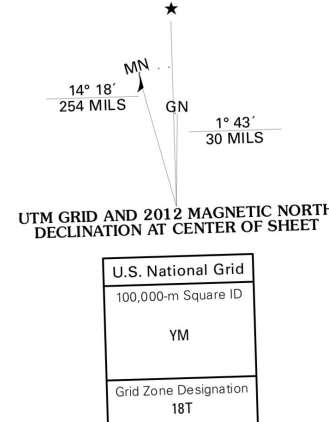 MN
14° 18´
254 MILS
GN
1° 43´
30 MILS
UTM GRID AND 2012 MAGNETIC NORTH
DECLINATION AT CENTER OF SHEET
U.S. National Grid
100,000-m Square ID
YM
Grid Zone Designation
18T